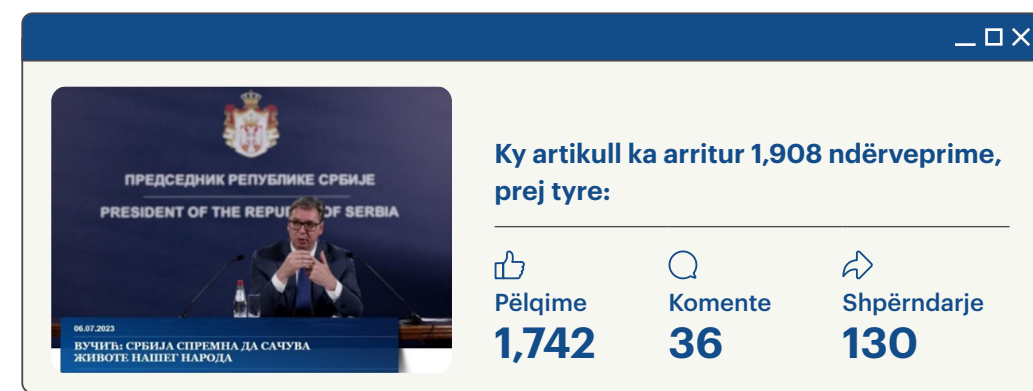 ПРЕДСЕДНИК РЕПУБЛИКЕ СРБИЈЕ
PRESIDENT OF THE REPU OF SERBIA
06.07.2023
ВУЧИЋ: СРБИЈА СПРЕМНА ДА САЧУВА
ЖИВОТЕ НАШЕГ НАРОДА
Ky artikull ka arritur 1,908 ndërveprime,
prej tyre:
Pëlqime
1,742
Komente
36
Shpërndarje
130